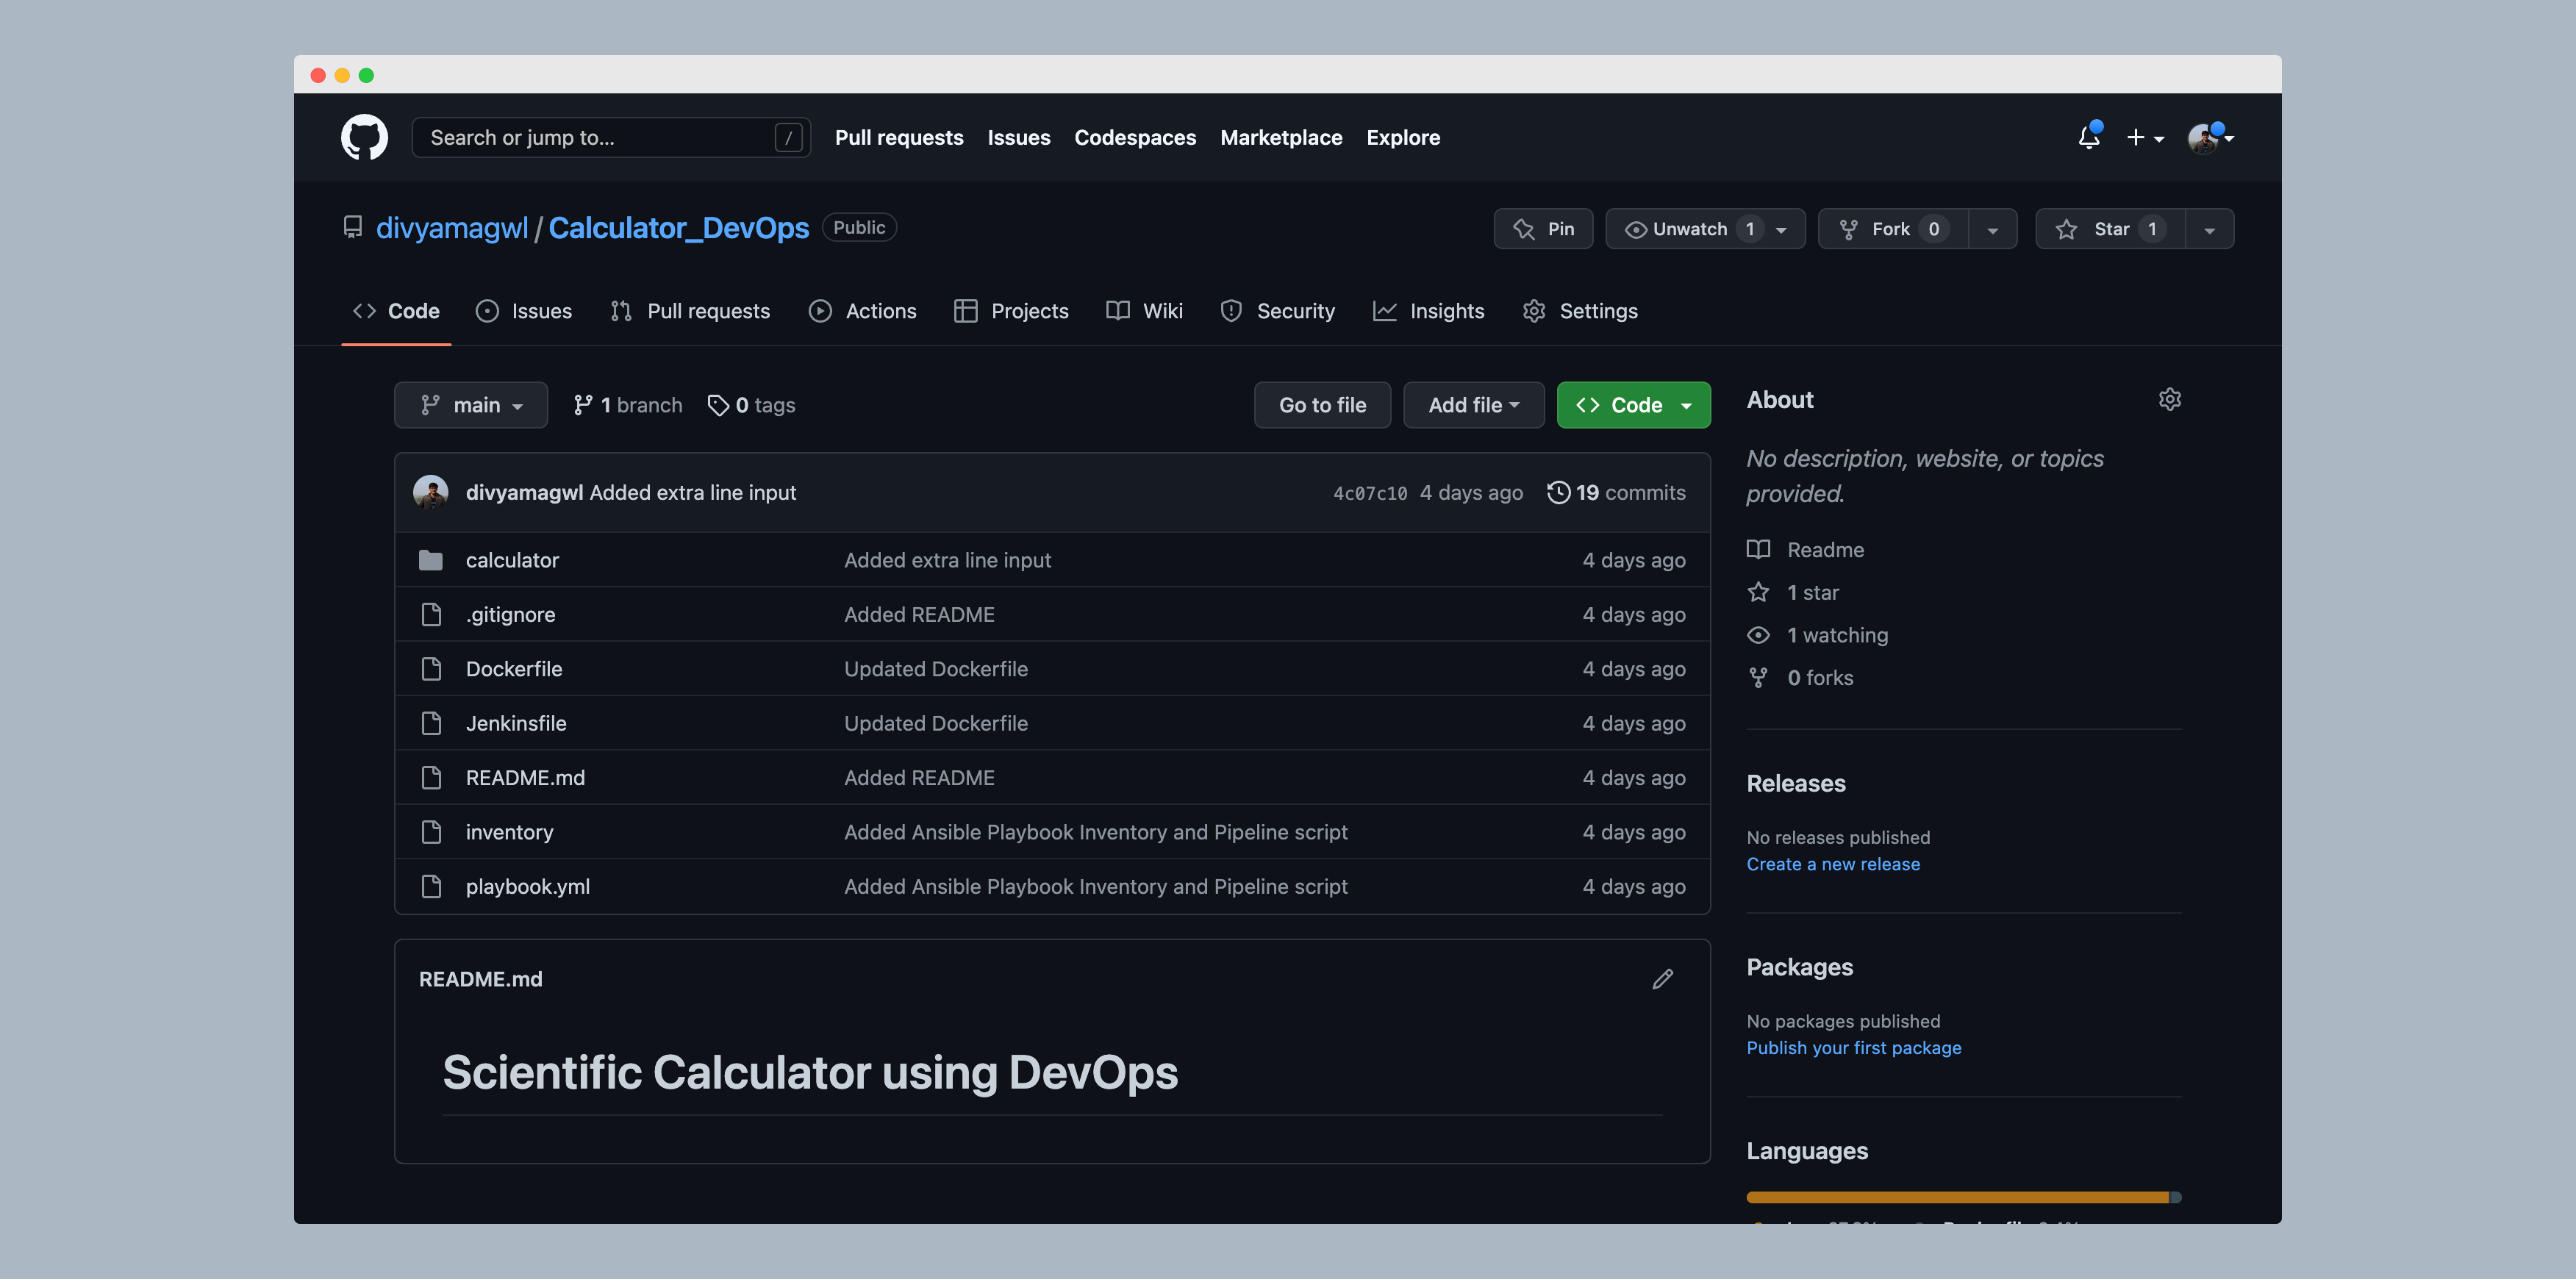 Search or jump to... /
Pull requests Issues Codespaces Marketplace Explore
divyamagwl / Calculator_DevOps Public
Pin Unwatch 1 Fork 0 Star 1
Code Issues Pull requests Actions Projects Wiki Security Insights Settings
main 1 branch 0 tags Go to file Add file Code
divyamagwl Added extra line input 4c07c10 4 days ago 19 commits
calculator Added extra line input 4 days ago
.gitignore Added README 4 days ago
Dockerfile Updated Dockerfile 4 days ago
Jenkinsfile Updated Dockerfile 4 days ago
README.md Added README 4 days ago
inventory Added Ansible Playbook Inventory and Pipeline script 4 days ago
playbook.yml Added Ansible Playbook Inventory and Pipeline script 4 days ago
README.md
Scientific Calculator using DevOps
About
No description, website, or topics
provided.
Readme
1 star
1 watching
0 forks
Releases
No releases published
Create a new release
Packages
No packages published
Publish your first package
Languages